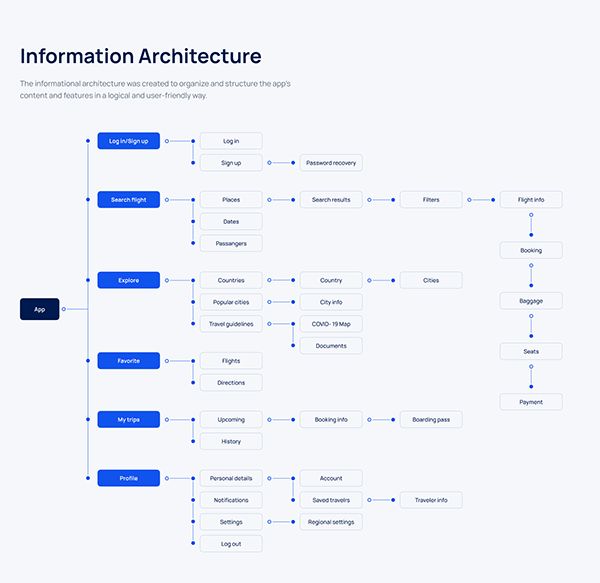 Information Architecture
The informational architecture was created to organize and structure the app's
content and features in a logical and user-friendly way.
Log in/Sign up
Log in
Sign up
Password recovery
Search flight
Places
Search results
Filters
Flight info
Dates
Passangers
Booking
Explore
Countries
Country
Cities
Popular cities
City info
Baggage
App
Travel guidelines
COVID-19 Map
Documents
Seats
Favorite
Flights
Directions
Payment
My trips
Upcoming
Booking info
Boarding pass
History
Profile
Personal details
Account
Notifications
Saved travelrs
Traveler info
Settings
Regional settings
Log out